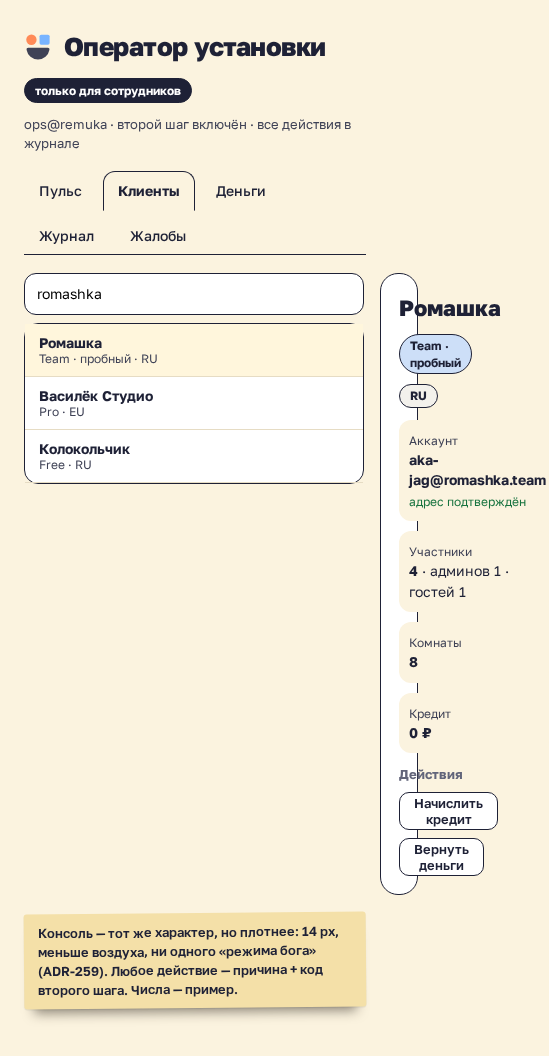 Оператор установки
только для сотрудников
ops@remuka · второй шаг включён · все действия в
журнале
Пульс
Клиенты
Деньги
Журнал
Жалобы
romashka
Ромашка
Team · пробный · RU
Василёк Студио
Pro · EU
Колокольчик
Free · RU
Ромашка
Team ·
пробный
RU
Аккаунт
aka-
jag@romashka.team
адрес подтверждён
Участники
4 · админов 1 ·
гостей 1
Комнаты
8
Кредит
0 ₽
Действия
Начислить
кредит
Вернуть
деньги
Консоль — тот же характер, но плотнее: 14 px,
меньше воздуха, ни одного «режима бога»
(ADR-259). Любое действие — причина + код
второго шага. Числа — пример.